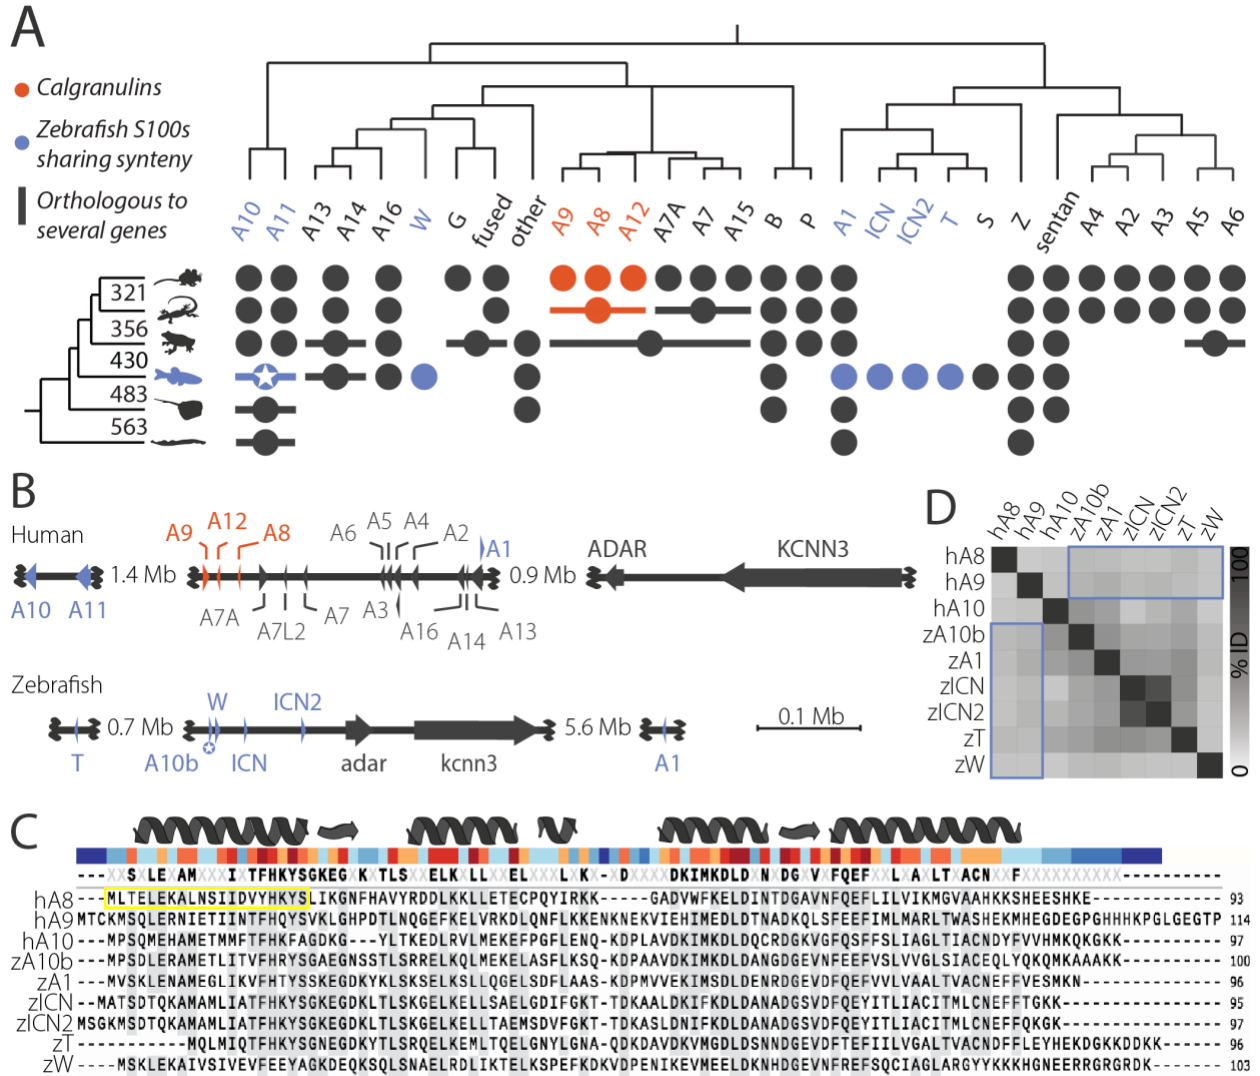 A
Calgranulins
Zebrafish S100s
sharing synteny
Orthologous to
several genes
A10 A11 A13 A14 A16 W G fused other A9 A8 A12 A7A A7 A15 B P A1 ICN ICN2 T S Z sentan A4 A2 A3 A5 A6
321
356
430
483
563
B
Human
A9 A12 A8 A6 A5 A4 A2 A1 ADAR KCNN3
1.4 Mb 0.9 Mb
A10 A11 A7A A7L2 A7 A3 A16 A14 A13
Zebrafish
W ICN2
0.7 Mb 5.6 Mb 0.1 Mb
T A10b ICN adar kcnn3 A1
D
hA8 hA9 hA10 zA10b zA1 zICN zICN2 zT zW
hA8
hA9
hA10
zA10b
zA1
zICN
zICN2
zT
zW
100
% ID
0
C
---XXSXLEXAMXXXIXTFHKYSGKEGXKXTLSXXELKXLLXXELXXXLXKXX-XXXDKIMKDLDXNXDGXVXFQEFXXLXAXLTXACNXFXXXXXXXXXX----------
hA8 ---MLTELEKALNSIIDVYHKYSLIKGNFHAVYRDDLKKLLETECPQYIRKK-----GADVWFKELDINTDGAVNFQEFLILVIKMGVAAHKKSHEESHKE------------- 93
hA9 MTCKMSQLERNIETIINTFHQYSVKLGHPDTLNQGEFKELVRKDLQNFLKKENKNEKVIEHIMEDLDTNADKQLSFEEFIMLMARLTWASHEKMHEGDEGPGHHHKPGLGEGTP 114
hA10 ---MPSQMEHAMETMMFTFHKFAGDKG---YLTKEDLRVLMEKEFPGFLENQ-KDPLAVDKIMKDLDQCRDGKVGFQSFFSLIAGLTIACNDYFVVHMKQKGKK---------- 97
zA10b ---MPSDLERAMETLITVFHRYSGAEGNSSTLSRRELKQLMEKELASFLKSQ-KDPAAVDKIMKDLDANGDGEVNFEEFVSLVVGLSIACEQLYQKQMKAAAKK---------- 100
zA1 ---MVSKLENAMEGLIKVFHTYSSKEGDKYKLSKSELKSLLQGELSDFLAAS-KDPMVVEKIMSDLDENRDGEVDFQEFVVLVAALTVACNEFFVESMKN-------------- 96
zICN --MATSDTQKAMAMLIATFHKYSGKEGDKLTLSKGELKELLSAELGDIFGKT-TDKAALDKIFKDLDANADGSVDFQEYITLIACITMLCNEFFTGKK---------------- 95
zICN2 MSGKMSDTQKAMAMLIATFHKYSGKEGDKLTLSKGELKELLTAEMSDVFGKT-TDKASLDNIFKDLDANADGSVDFQEYITLIACITMLCNEFFQKGK---------------- 97
zT -----------MQLMIQTFHKYSGNEGDKYTLSRQELKEMLTQELGNYLGNA-QDKDAVDKVMGDLDSNNDGEVDFTEFIILVGALTVACNDFFLEYHEKDGKKDDKK------ 96
zW ----MSKLEKAIVSIVEVFEEYAGKDEQKSQLSNAELRDLIKTELKSPEFKDKVDPENIKEVMEELDKNHDGEVNFREFSQCIAGLARGYYKKKHGNEERRGRGRDK------- 103